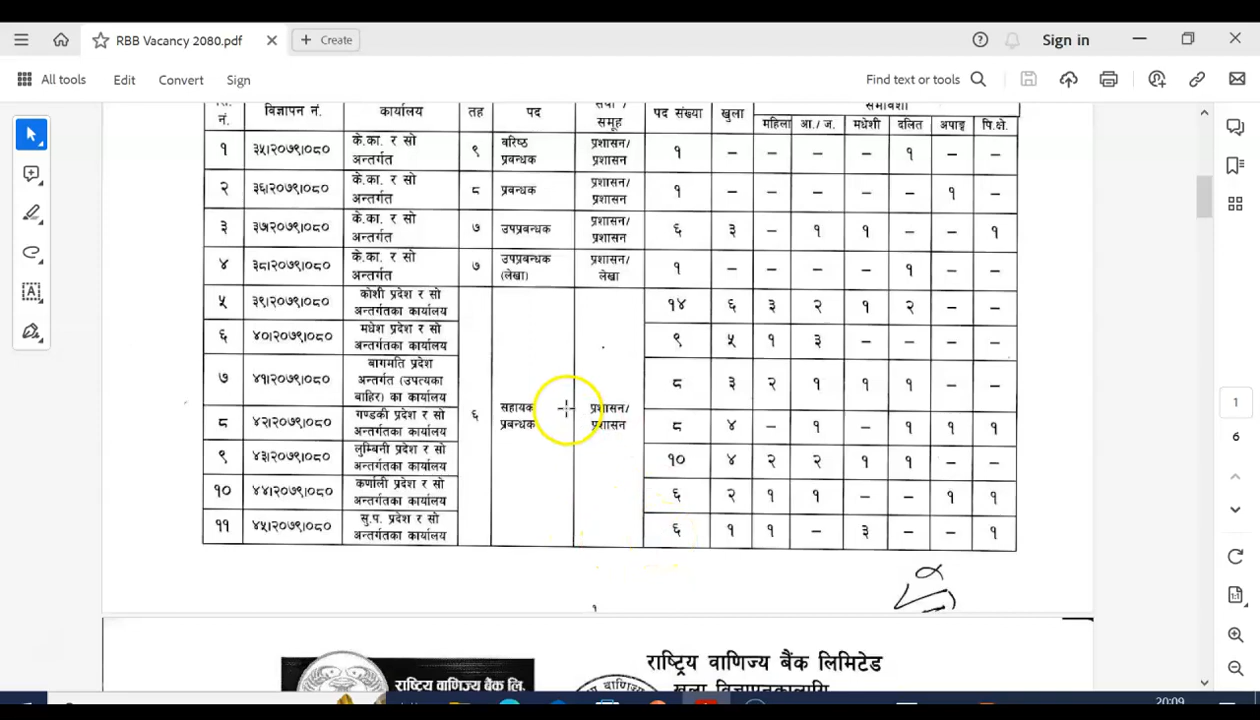 RBB Vacancy 2080.pdf
Create
Sign in
All tools
Edit
Convert
Sign
Find text or tools
नं. विज्ञापन नं. कार्यालय तह पद समूह पद संख्या खुला समावेशी
महिला आ./ज. मधेशी दलित अपाङ्ग पि.क्षे.
१ ३५।२०७९।०८० के.का. र सो अन्तर्गत ९ वरिष्ठ प्रबन्धक प्रशासन/ प्रशासन १ – – – – १ – –
२ ३६।२०७९।०८० के.का. र सो अन्तर्गत ८ प्रबन्धक प्रशासन/ प्रशासन १ – – – – – १ –
३ ३७।२०७९।०८० के.का. र सो अन्तर्गत ७ उपप्रबन्धक प्रशासन/ प्रशासन ६ ३ – १ १ – – १
४ ३८।२०७९।०८० के.का. र सो अन्तर्गत ७ उपप्रबन्धक (लेखा) प्रशासन/ लेखा १ – – – – १ – –
५ ३९।२०७९।०८० कोशी प्रदेश र सो अन्तर्गतका कार्यालय १४ ६ ३ २ १ २ – –
६ ४०।२०७९।०८० मधेश प्रदेश र सो अन्तर्गतका कार्यालय ९ ५ १ ३ – – – –
७ ४१।२०७९।०८० बागमति प्रदेश अन्तर्गत (उपत्यका बाहिर) का कार्यालय ८ ३ २ १ १ १ – –
६ सहायक प्रबन्धक प्रशासन/ प्रशासन
८ ४२।२०७९।०८० गण्डकी प्रदेश र सो अन्तर्गतका कार्यालय ८ ४ – १ – १ १ १
९ ४३।२०७९।०८० लुम्बिनी प्रदेश र सो अन्तर्गतका कार्यालय १० ४ २ २ १ १ – –
१० ४४।२०७९।०८० कर्णाली प्रदेश र सो अन्तर्गतका कार्यालय ६ २ १ १ – – १ १
११ ४५।२०७९।०८० सु.प. प्रदेश र सो अन्तर्गतका कार्यालय ६ १ १ – ३ – – १
१
राष्ट्रिय वाणिज्य बैंक लि.
राष्ट्रिय वाणिज्य बैंक लिमिटेड
1
6
20:09